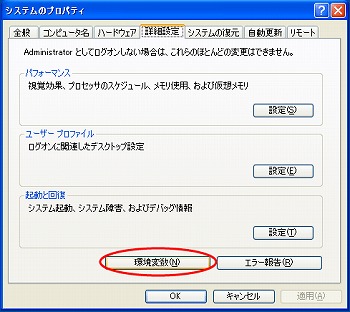 システムのプロパティ
全般 コンピュータ名 ハードウェア 詳細設定 システムの復元 自動更新 リモート
Administrator としてログオンしない場合は、これらのほとんどの変更はできません。
パフォーマンス
視覚効果、プロセッサのスケジュール、メモリ使用、および仮想メモリ
設定(S)
ユーザー プロファイル
ログオンに関連したデスクトップ設定
設定(E)
起動と回復
システム起動、システム障害、およびデバッグ情報
設定(T)
環境変数(N) エラー報告(R)
OK キャンセル 適用(A)